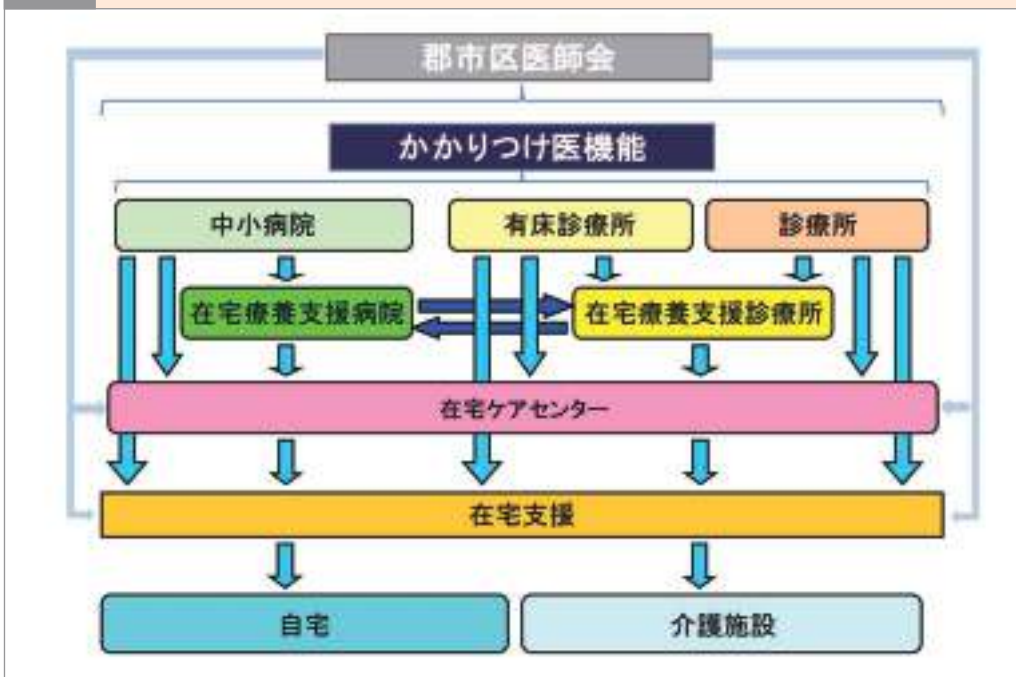 郡市区医師会
かかりつけ医機能
中小病院
有床診療所
診療所
在宅療養支援病院
在宅療養支援診療所
在宅ケアセンター
在宅支援
自宅
介護施設